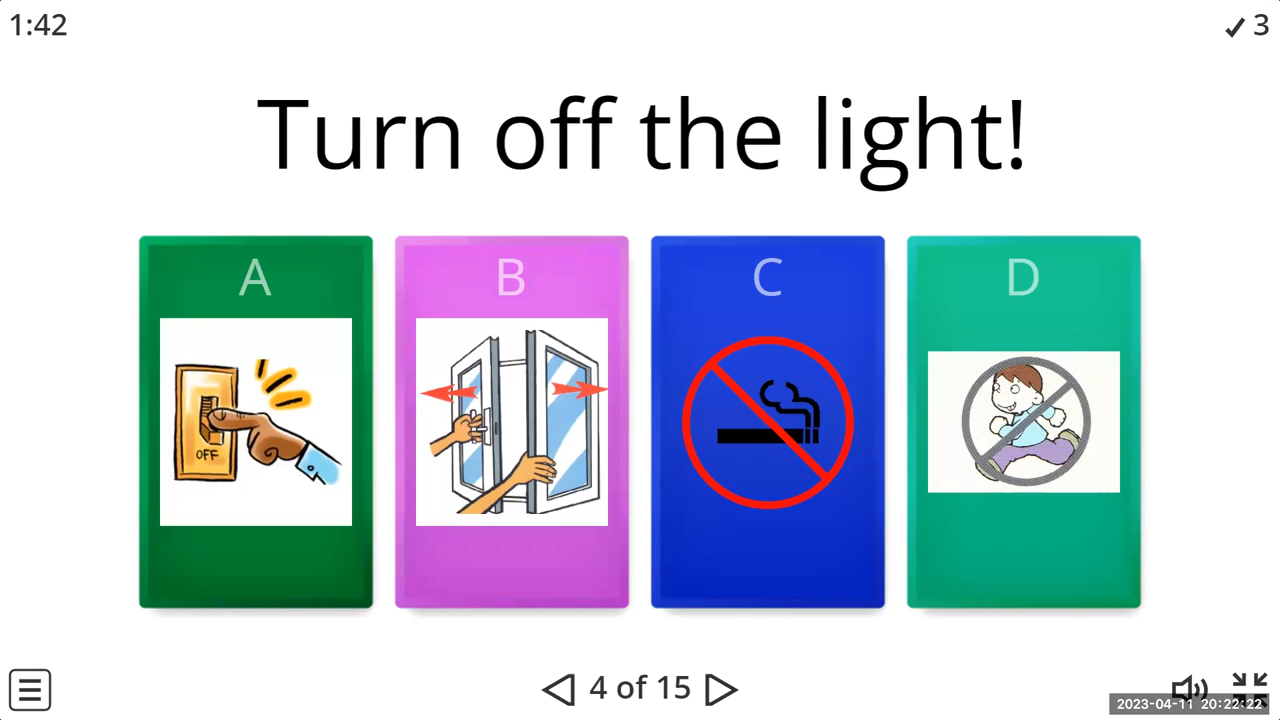 1:42
3
Turn off the light!
A
B
C
D
OFF
4 of 15
2023-04-11 20:22:22